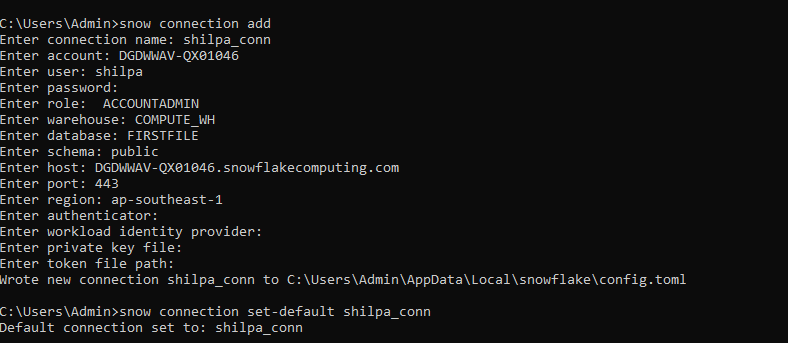 C:\Users\Admin>snow connection add
Enter connection name: shilpa_conn
Enter account: DGDWWAV-QX01046
Enter user: shilpa
Enter password:
Enter role:  ACCOUNTADMIN
Enter warehouse: COMPUTE_WH
Enter database: FIRSTFILE
Enter schema: public
Enter host: DGDWWAV-QX01046.snowflakecomputing.com
Enter port: 443
Enter region: ap-southeast-1
Enter authenticator:
Enter workload identity provider:
Enter private key file:
Enter token file path:
Wrote new connection shilpa_conn to C:\Users\Admin\AppData\Local\snowflake\config.toml
C:\Users\Admin>snow connection set-default shilpa_conn
Default connection set to: shilpa_conn